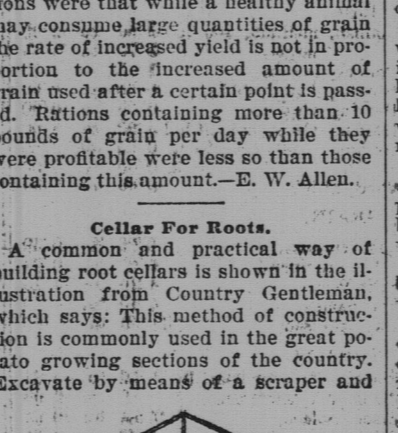 ions were that while a healthy animal
may consume large quantities of grain
the rate of increased yield is not in pro-
portion to the increased amount of
grain used after a certain point is pass-
ed. Rations containing more than 10
pounds of grain per day while they
were profitable were less so than those
containing this amount.—E. W. Allen.
Cellar For Roots.
A common and practical way of
building root cellars is shown in the il-
lustration from Country Gentleman,
which says: This method of construc-
tion is commonly used in the great po-
tato growing sections of the country.
Excavate by means of a scraper and